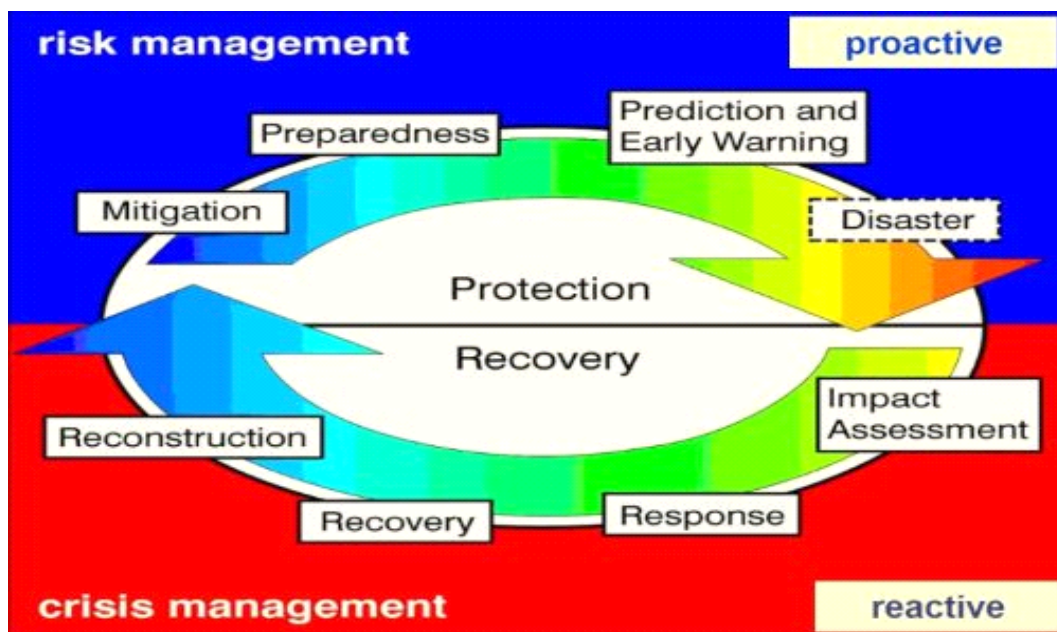 risk management
proactive
Preparedness
Prediction and
Early Warning
Mitigation
Disaster
Protection
Recovery
Impact
Assessment
Reconstruction
Recovery
Response
crisis management
reactive